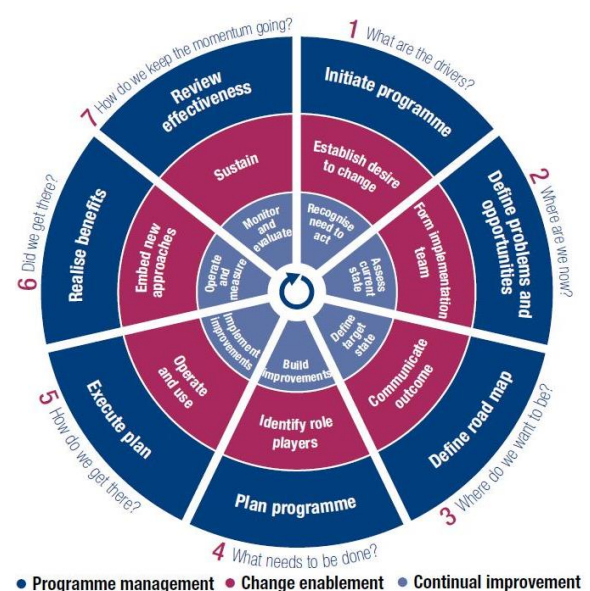 1 What are the drivers?
Initiate programme
Establish desire
to change
Recognise
need to
act
2 Where are we now?
Define problems and
opportunities
Form implementation
team
Assess
current
state
3 Where do we want to be?
Define road map
Communicate
outcome
Define
target
state
4 What needs to be done?
Plan programme
Identify role
players
Build
improvements
5 How do we get there?
Execute plan
Operate
and use
Implement
improvements
6 Did we get there?
Realise benefits
Embed new
approaches
Operate
and
measure
7 How do we keep the momentum going?
Review
effectiveness
Sustain
Monitor
and
evaluate
Programme management Change enablement Continual improvement